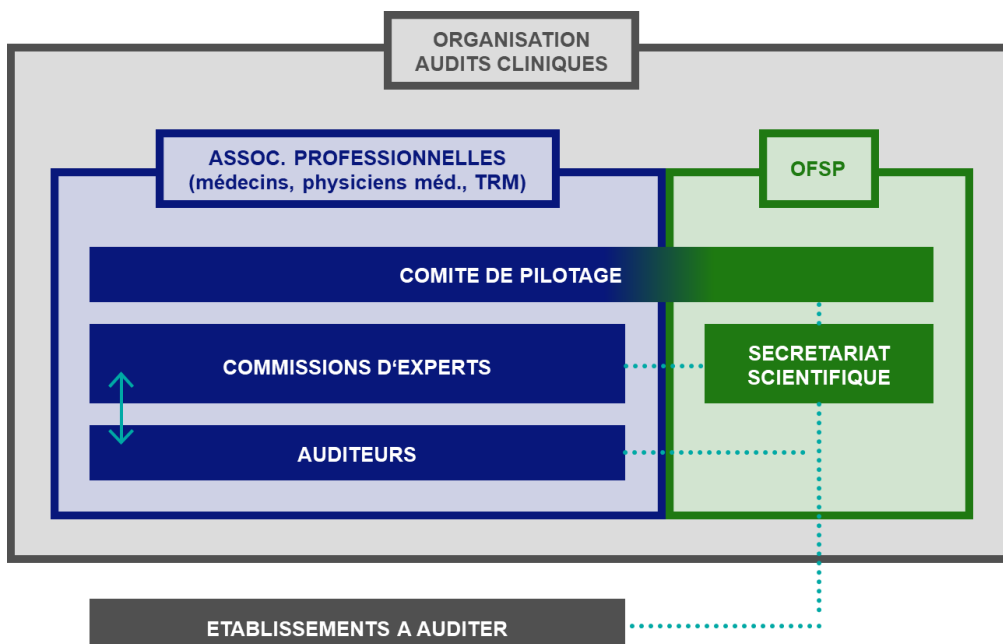 ORGANISATION
AUDITS CLINIQUES
ASSOC. PROFESSIONNELLES
(médecins, physiciens méd., TRM)
OFSP
COMITE DE PILOTAGE
COMMISSIONS D‘EXPERTS
SECRETARIAT
SCIENTIFIQUE
AUDITEURS
ETABLISSEMENTS A AUDITER